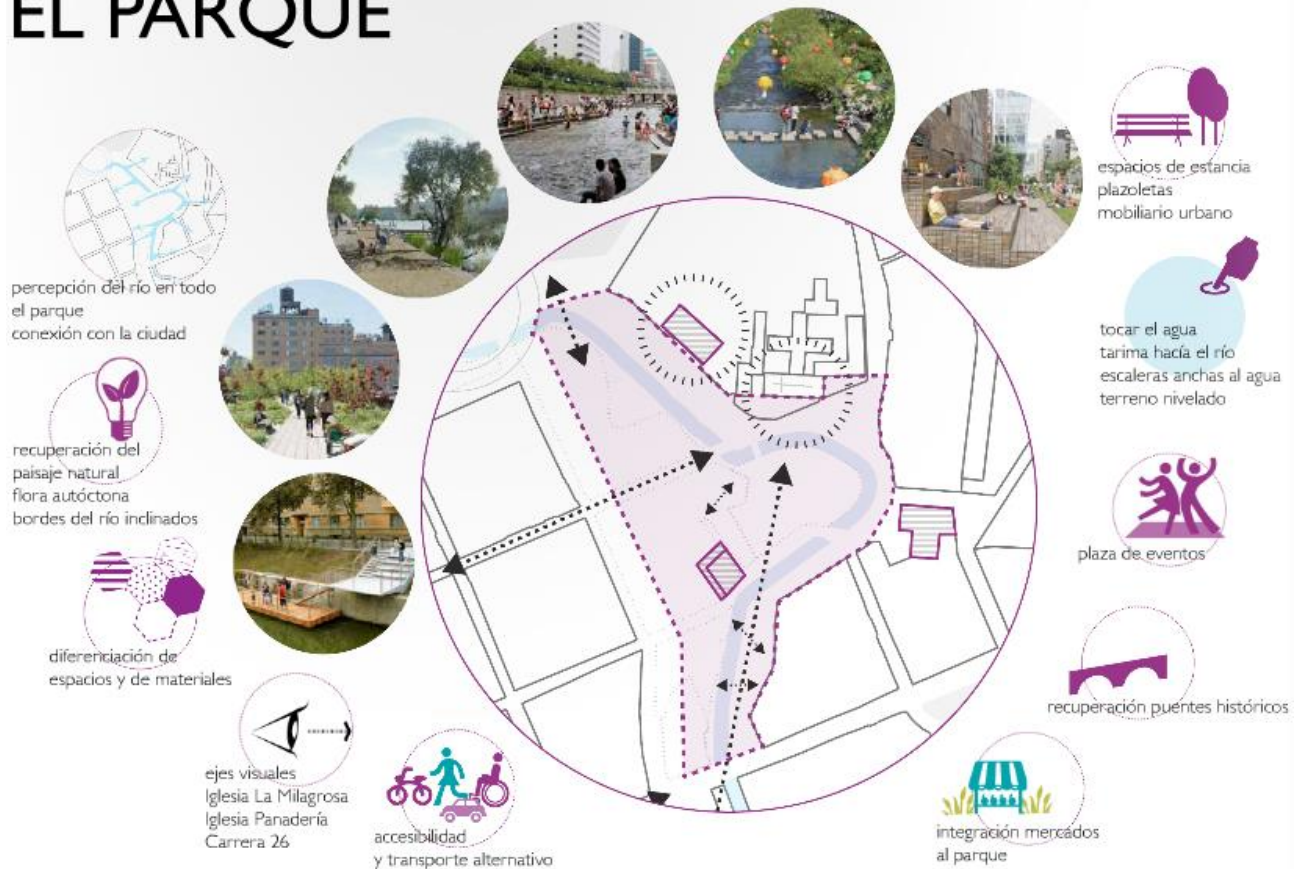 EL PARQUE
percepción del río en todo
el parque
conexión con la ciudad
recuperación del
paisaje natural
flora autóctona
bordes del río inclinados
diferenciación de
espacios y de materiales
ejes visuales
Iglesia La Milagrosa
Iglesia Panadería
Carrera 26
accesibilidad
y transporte alternativo
espacios de estancia
plazoletas
mobiliario urbano
tocar el agua
tarima hacía el río
escaleras anchas al agua
terreno nivelado
plaza de eventos
recuperación puentes históricos
integración mercados
al parque